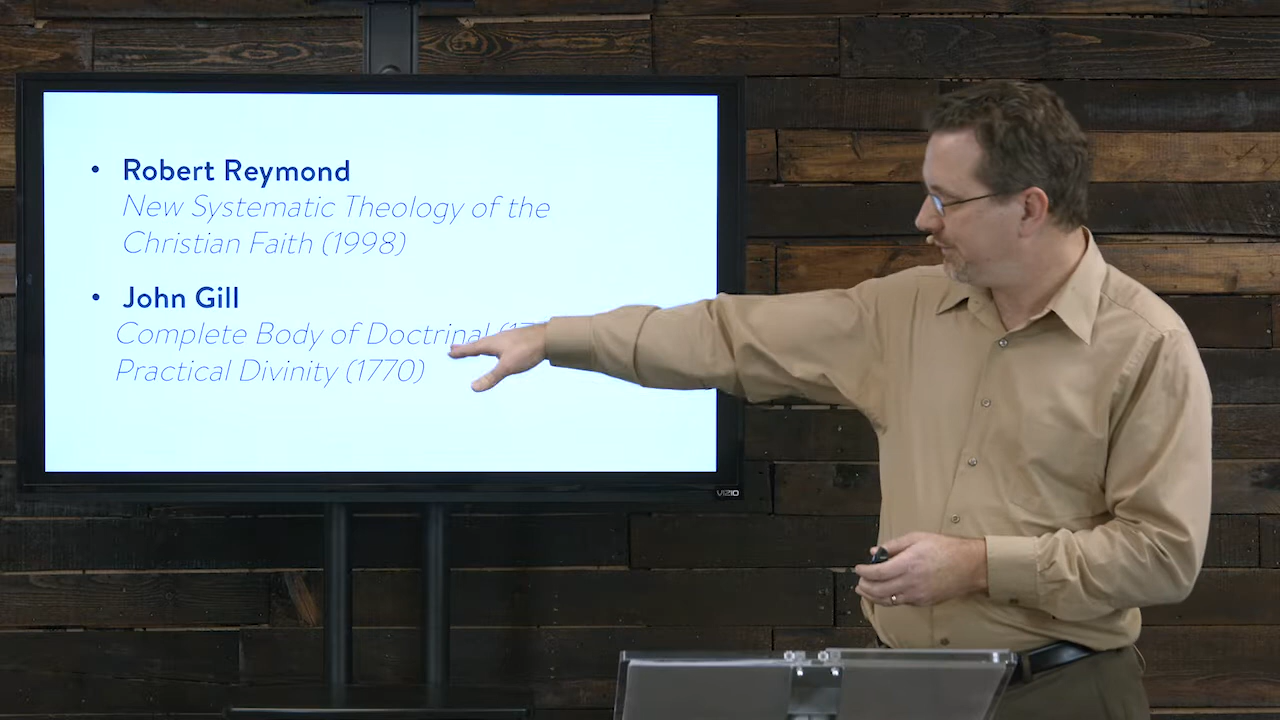 • Robert Reymond
New Systematic Theology of the
Christian Faith (1998)
• John Gill
Complete Body of Doctrinal (17
Practical Divinity (1770)
VIZIO